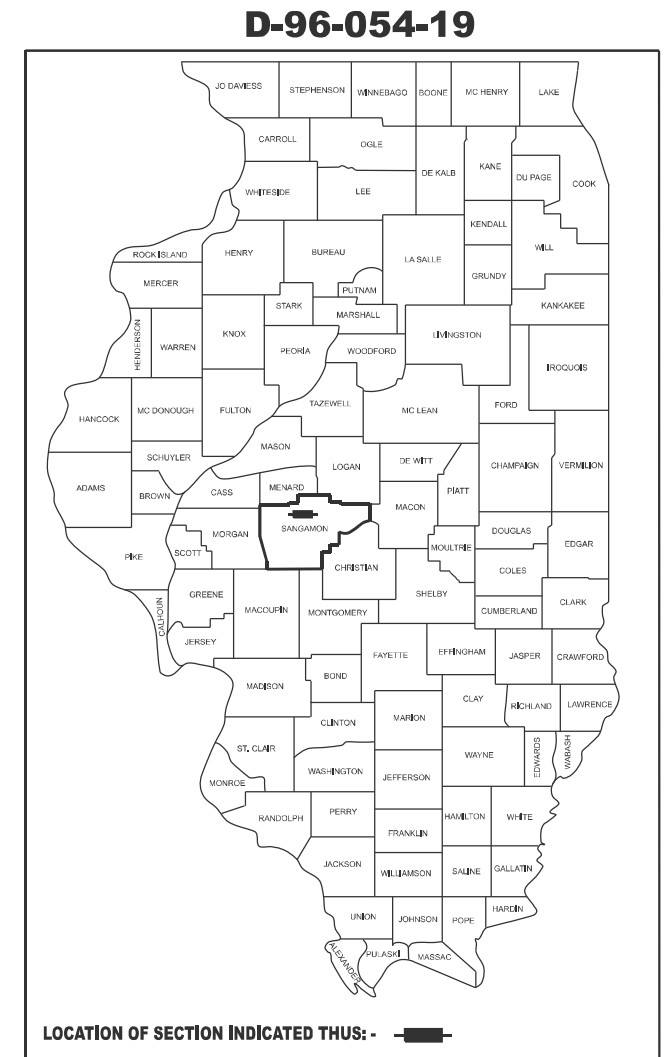 D-96-054-19
JO DAVIESS
STEPHENSON
WINNEBAGO
BOONE
MC HENRY
LAKE
CARROLL
OGLE
DE KALB
KANE
DU PAGE
COOK
WHITESIDE
LEE
KENDALL
WILL
ROCK ISLAND
HENRY
BUREAU
LA SALLE
GRUNDY
MERCER
PUTNAM
STARK
MARSHALL
KANKAKEE
HENDERSON
WARREN
KNOX
PEORIA
WOODFORD
LIVINGSTON
IROQUOIS
HANCOCK
MC DONOUGH
FULTON
TAZEWELL
MC LEAN
FORD
SCHUYLER
MASON
LOGAN
DE WITT
CHAMPAIGN
VERMILION
ADAMS
BROWN
CASS
MENARD
PIATT
MACON
SANGAMON
MORGAN
SCOTT
PIKE
CHRISTIAN
MOULTRIE
DOUGLAS
EDGAR
COLES
GREENE
CALHOUN
MACOUPIN
MONTGOMERY
SHELBY
CUMBERLAND
CLARK
JERSEY
FAYETTE
EFFINGHAM
JASPER
CRAWFORD
MADISON
BOND
CLAY
RICHLAND
LAWRENCE
CLINTON
MARION
ST. CLAIR
WAYNE
EDWARDS
WABASH
MONROE
WASHINGTON
JEFFERSON
RANDOLPH
PERRY
HAMILTON
WHITE
FRANKLIN
JACKSON
WILLIAMSON
SALINE
GALLATIN
UNION
JOHNSON
POPE
HARDIN
ALEXANDER
PULASKI
MASSAC
LOCATION OF SECTION INDICATED THUS: -